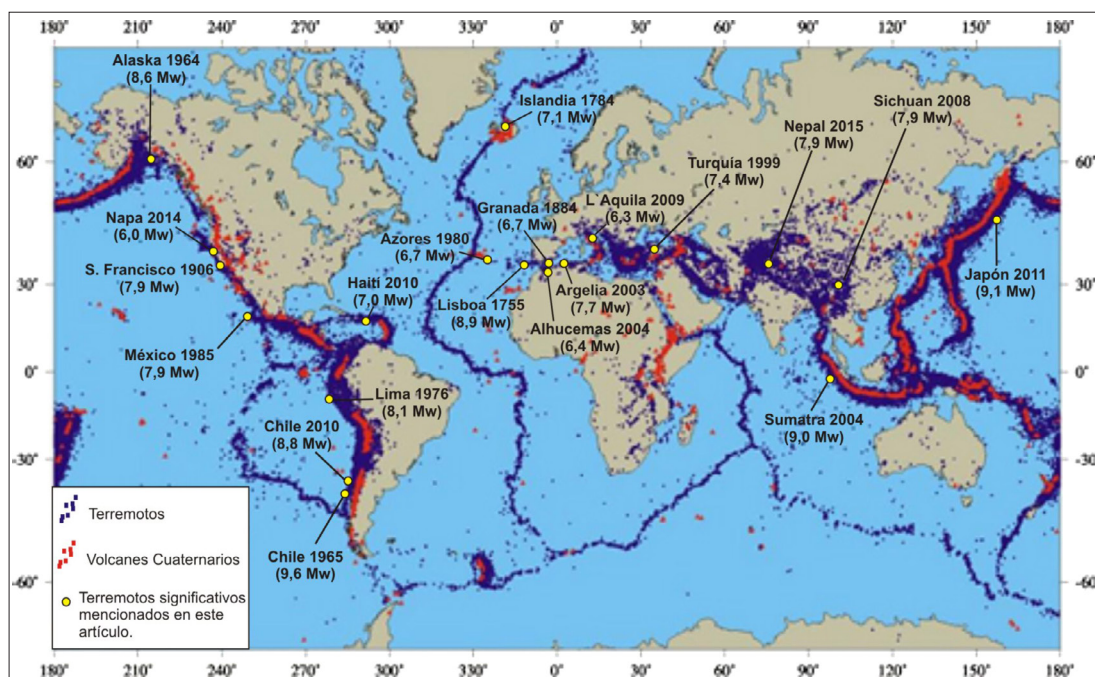 180° 210 240 270 300 330 0° 30° 60° 90° 120° 150° 180°
Alaska 1964
(8,6 Mw)
Islandia 1784
(7,1 Mw)
Sichuan 2008
(7,9 Mw)
Nepal 2015
(7,9 Mw)
Turquía 1999
(7,4 Mw)
60° 60°
L´Aquila 2009
(6,3 Mw)
Granada 1884
(6,7 Mw)
Napa 2014
(6,0 Mw)
Azores 1980
(6,7 Mw)
S. Francisco 1906
(7,9 Mw)
Haití 2010
(7,0 Mw)
Lisboa 1755
(8,9 Mw)
Argelia 2003
(7,7 Mw)
Japón 2011
(9,1 Mw)
30° 30°
Alhucemas 2004
(6,4 Mw)
México 1985
(7,9 Mw)
0° 0°
Lima 1976
(8,1 Mw)
Chile 2010
(8,8 Mw)
Sumatra 2004
(9,0 Mw)
-30° -30°
Terremotos
Volcanes Cuaternarios
Terremotos significativos
mencionados en este
artículo.
Chile 1965
(9,6 Mw)
-60° -60°
180° 210 240 270 300 330 0° 30° 60° 90° 120° 150° 180°